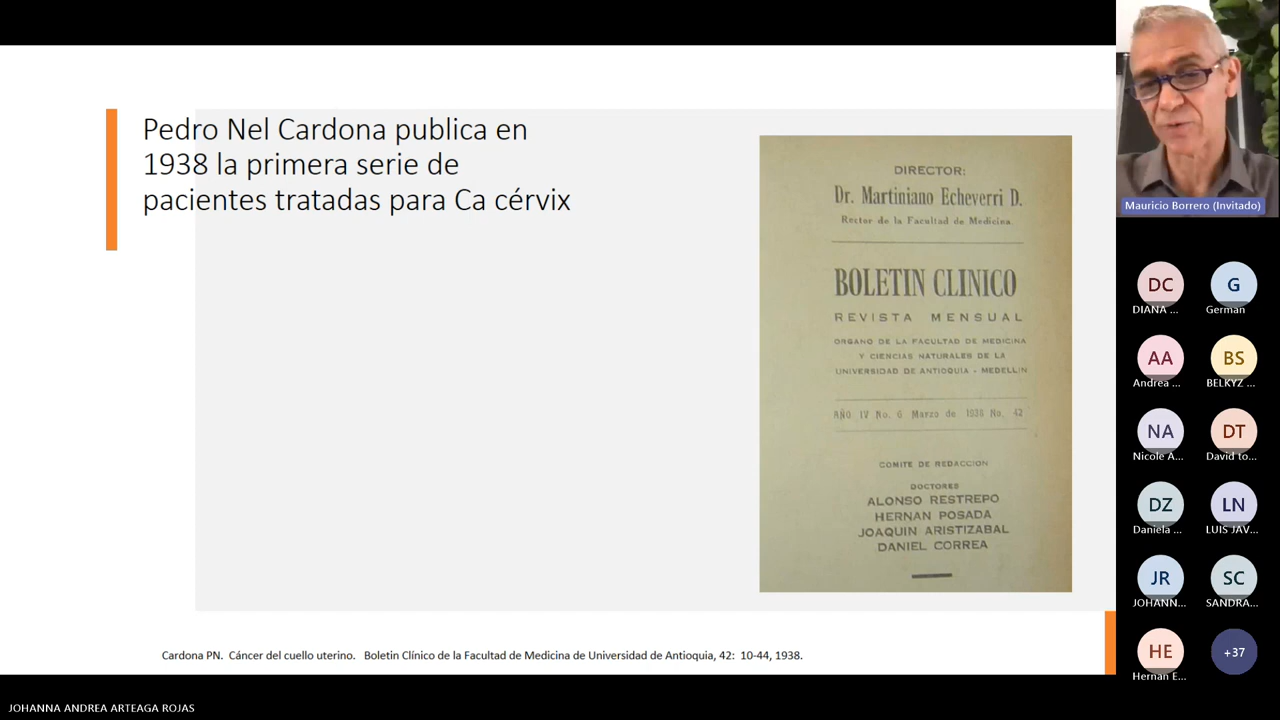 Pedro Nel Cardona publica en
1938 la primera serie de
pacientes tratadas para Ca cérvix
DIRECTOR:
Dr. Martiniano Echeverri D.
Rector de la Facultad de Medicina.
BOLETIN CLINICO
REVISTA MENSUAL
ORGANO DE LA FACULTAD DE MEDICINA
Y CIENCIAS NATURALES DE LA
UNIVERSIDAD DE ANTIOQUIA - MEDELLIN
AÑO IV No. 6 Marzo de 1938 No. 42
COMITE DE REDACCION
DOCTORES
ALONSO RESTREPO
HERNAN POSADA
JOAQUIN ARISTIZABAL
DANIEL CORREA
Cardona PN. Cáncer del cuello uterino. Boletin Clínico de la Facultad de Medicina de Universidad de Antioquia, 42: 10-44, 1938.
Mauricio Borrero (Invitado)
DC
DIANA ...
G
German
AA
Andrea ...
BS
BELKYZ ...
NA
Nicole A...
DT
David to...
DZ
Daniela ...
LN
LUIS JAV...
JR
JOHANN...
SC
SANDRA...
HE
Hernan E...
+37
JOHANNA ANDREA ARTEAGA ROJAS